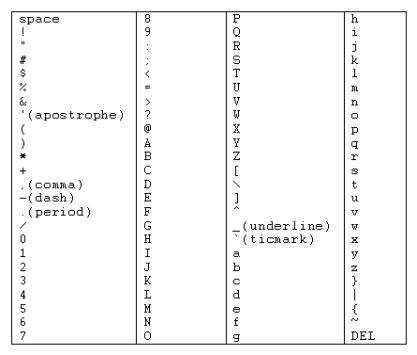 space
!
"
#
$
%
&
'(apostrophe)
(
)
*
+
,(comma)
-(dash)
.(period)
/
0
1
2
3
4
5
6
7
8
9
:
;
<
=
>
?
@
A
B
C
D
E
F
G
H
I
J
K
L
M
N
O
P
Q
R
S
T
U
V
W
X
Y
Z
[
\
]
^
_(underline)
`(ticmark)
a
b
c
d
e
f
g
h
i
j
k
l
m
n
o
p
q
r
s
t
u
v
w
x
y
z
}
|
{
~
DEL